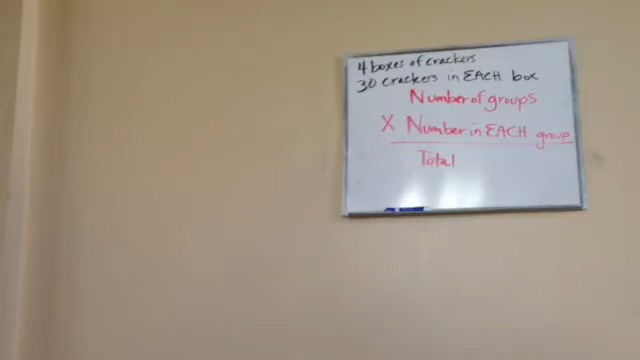 4 boxes of crackers
30 crackers in EACH box
Number of groups
X Number in EACH group
Total